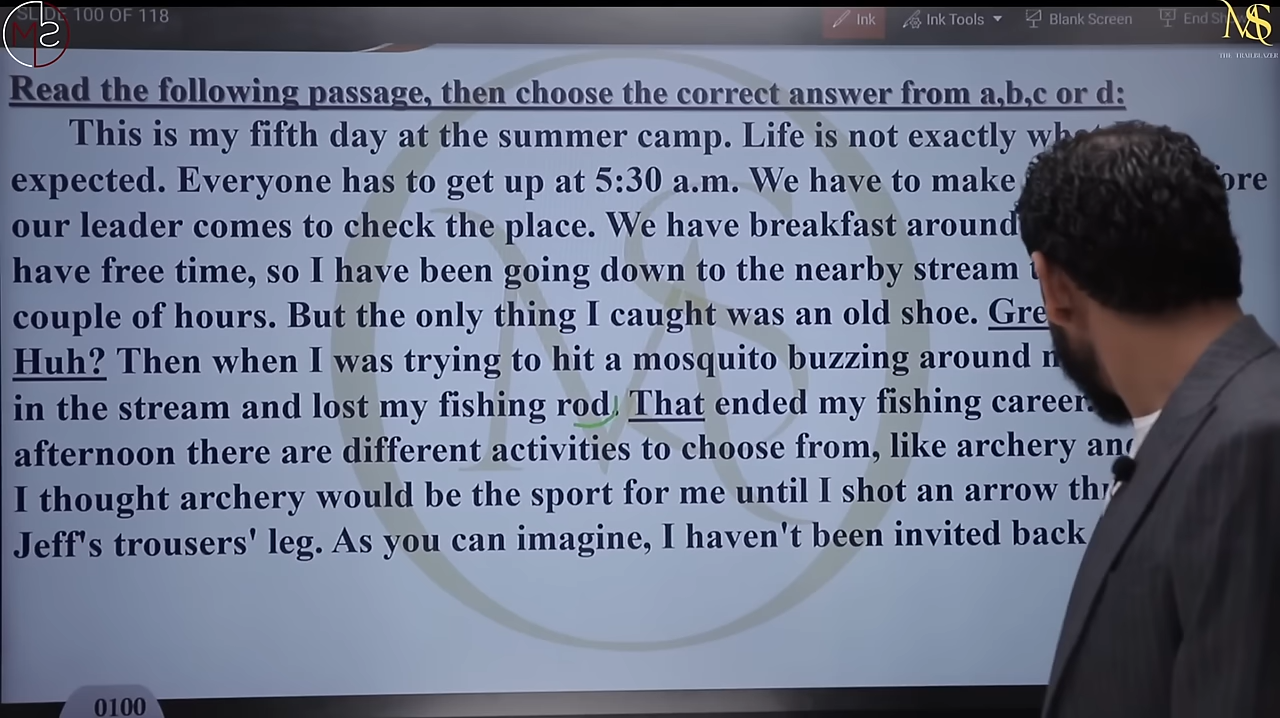 SLIDE 100 OF 118
Ink
Ink Tools
Blank Screen
End
MS
MS
THE TRAILBLAZER
Read the following passage, then choose the correct answer from a,b,c or d:
This is my fifth day at the summer camp. Life is not exactly
expected. Everyone has to get up at 5:30 a.m. We have to make
our leader comes to check the place. We have breakfast around
have free time, so I have been going down to the nearby stream
couple of hours. But the only thing I caught was an old shoe.
Huh? Then when I was trying to hit a mosquito buzzing around
in the stream and lost my fishing rod. That ended my fishing career.
afternoon there are different activities to choose from, like archery
I thought archery would be the sport for me until I shot an arrow
Jeff's trousers' leg. As you can imagine, I haven't been invited back
0100